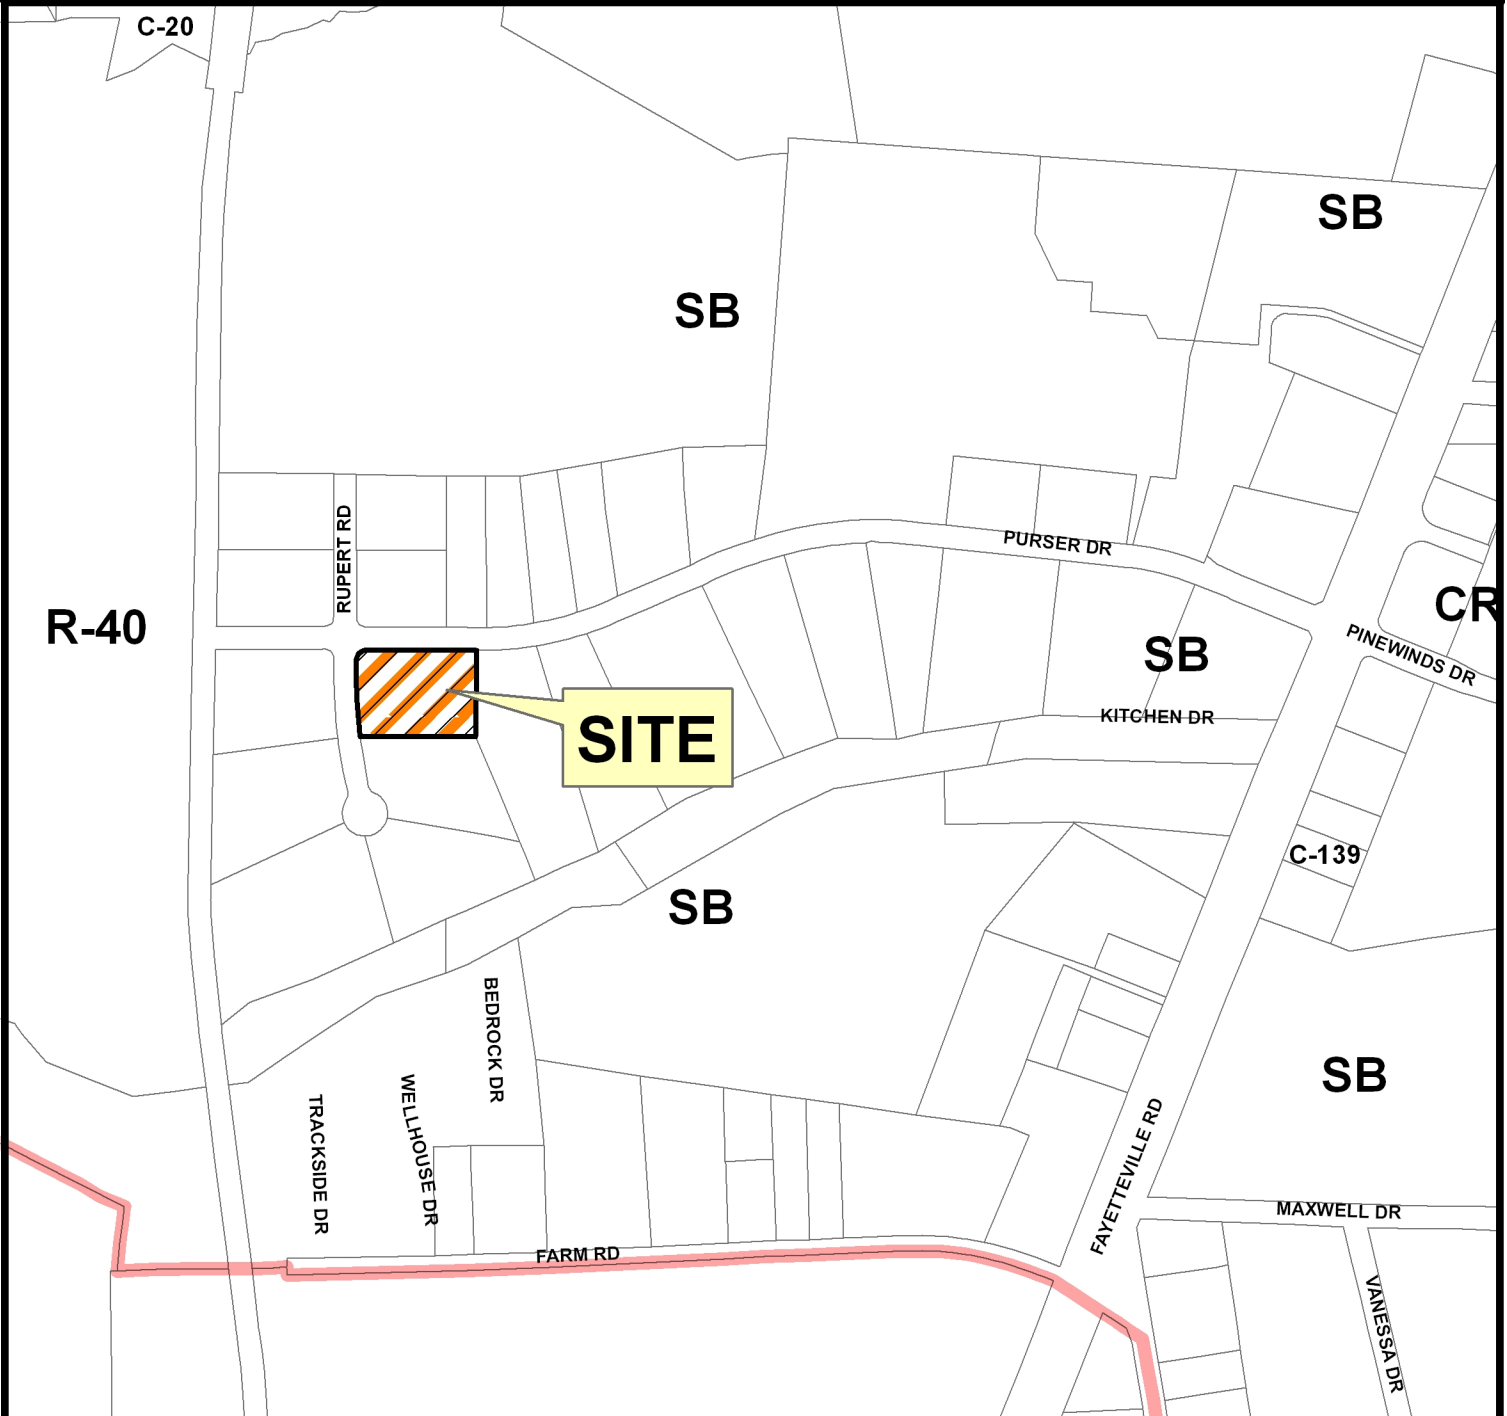 C-20
SB
SB
RUPERT RD
PURSER DR
R-40
CR
PINEWINDS DR
SB
SITE
KITCHEN DR
C-139
SB
BEDROCK DR
WELLHOUSE DR
TRACKSIDE DR
SB
FAYETTEVILLE RD
MAXWELL DR
FARM RD
VANESSA DR